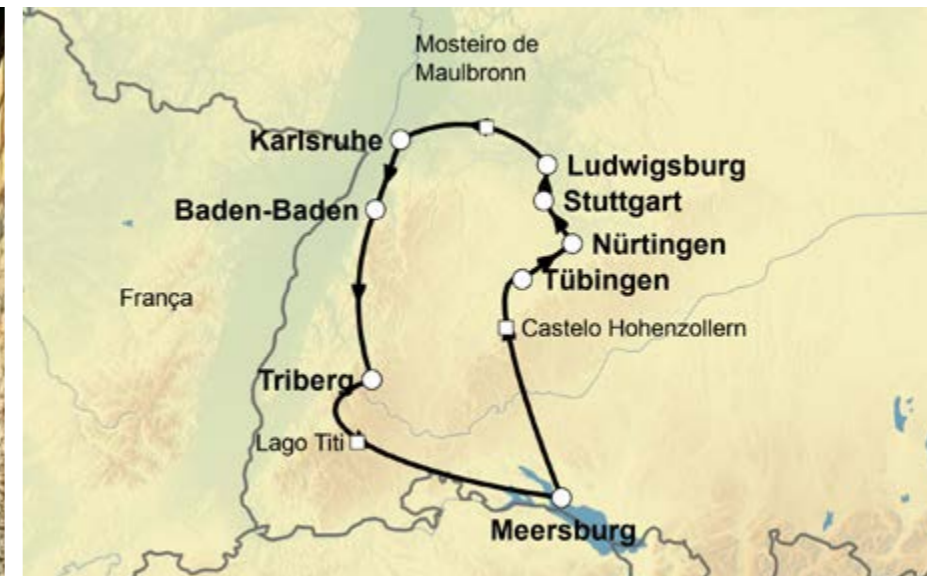 Mosteiro de
Maulbronn
Karlsruhe
Ludwigsburg
Baden-Baden
Stuttgart
Nürtingen
Tübingen
França
Castelo Hohenzollern
Triberg
Lago Titi
Meersburg